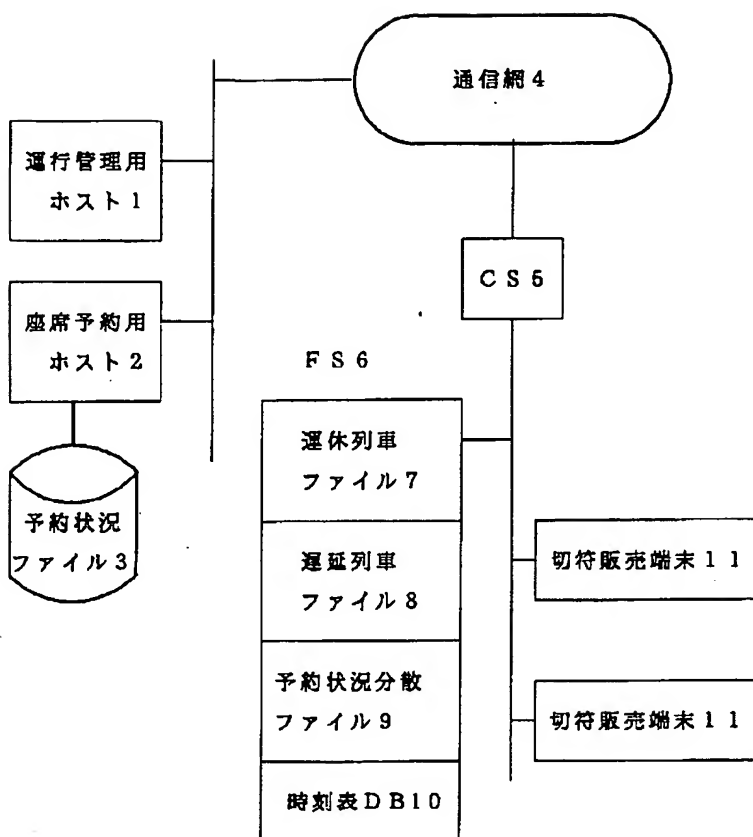 通信網4
運行管理用
ホスト1
CS5
座席予約用
ホスト2
FS6
運休列車
ファイル7
予約状況
ファイル3
遅延列車
ファイル8
切符販売端末11
予約状況分散
ファイル9
切符販売端末11
時刻表DB10